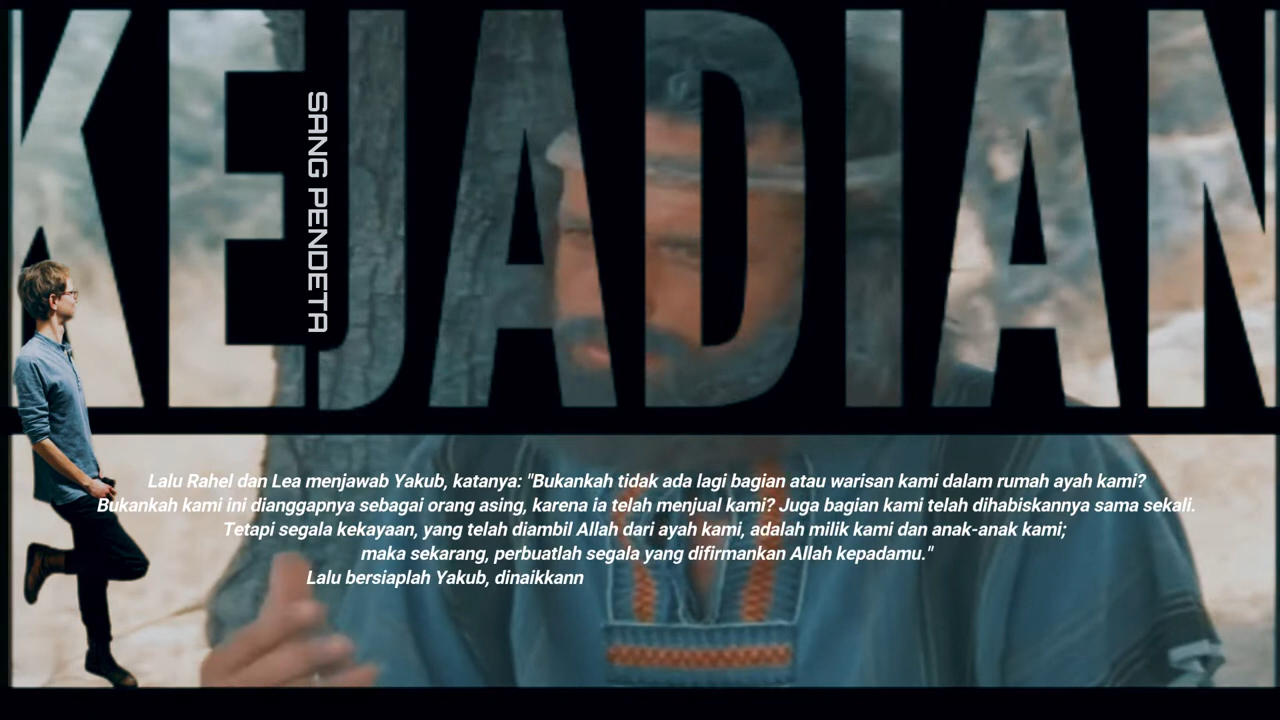 KEJADIAN
SANG PENDETA
Lalu Rahel dan Lea menjawab Yakub, katanya: "Bukankah tidak ada lagi bagian atau warisan kami dalam rumah ayah kami?
Bukankah kami ini dianggapnya sebagai orang asing, karena ia telah menjual kami? Juga bagian kami telah dihabiskannya sama sekali.
Tetapi segala kekayaan, yang telah diambil Allah dari ayah kami, adalah milik kami dan anak-anak kami;
maka sekarang, perbuatlah segala yang difirmankan Allah kepadamu."
Lalu bersiaplah Yakub, dinaikkann